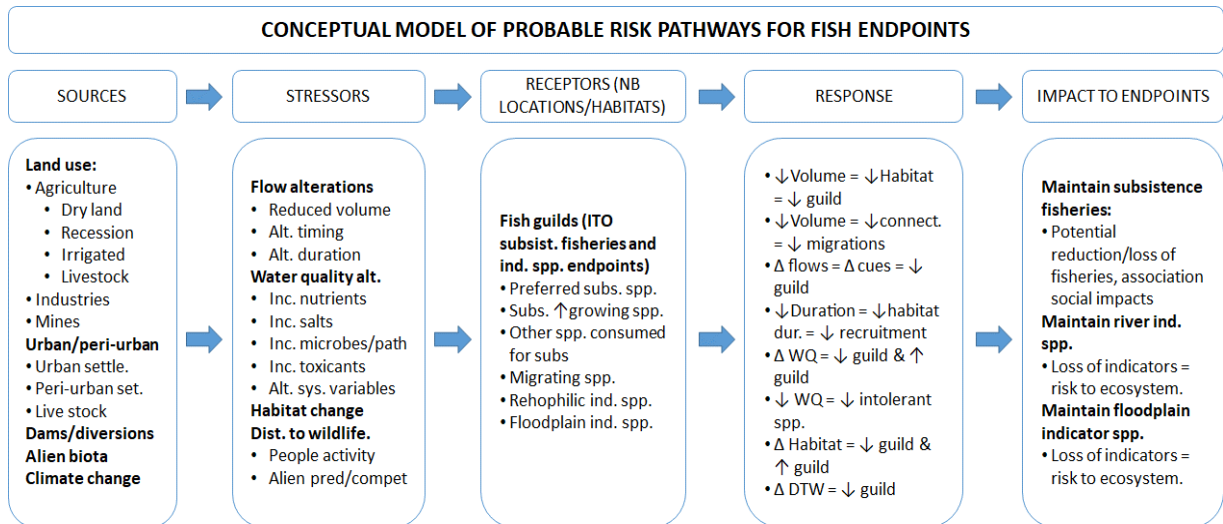 CONCEPTUAL MODEL OF PROBABLE RISK PATHWAYS FOR FISH ENDPOINTS
SOURCES
STRESSORS
RECEPTORS (NB
LOCATIONS/HABITATS)
RESPONSE
IMPACT TO ENDPOINTS
Land use:
• Agriculture
• Dry land
• Recession
• Irrigated
• Livestock
• Industries
• Mines
Urban/peri-urban
• Urban settle.
• Peri-urban set.
• Live stock
Dams/diversions
Alien biota
Climate change
Flow alterations
• Reduced volume
• Alt. timing
• Alt. duration
Water quality alt.
• Inc. nutrients
• Inc. salts
• Inc. microbes/path
• Inc. toxicants
• Alt. sys. variables
Habitat change
Dist. to wildlife.
• People activity
• Alien pred/compet
Fish guilds (ITO
subsist. fisheries and
ind. spp. endpoints)
• Preferred subs. spp.
• Subs. ↑ growing spp.
• Other spp. consumed
for subs
• Migrating spp.
• Rehophilic ind. spp.
• Floodplain ind. spp.
• ↓Volume = ↓Habitat
= ↓ guild
• ↓Volume = ↓connect.
= ↓ migrations
• Δ flows = Δ cues = ↓
guild
• ↓Duration = ↓habitat
dur. = ↓ recruitment
• Δ WQ = ↓ guild & ↑
guild
• ↓ WQ = ↓ intolerant
spp.
• Δ Habitat = ↓ guild &
↑ guild
• Δ DTW = ↓ guild
Maintain subsistence
fisheries:
• Potential
reduction/loss of
fisheries, association
social impacts
Maintain river ind.
spp.
• Loss of indicators =
risk to ecosystem.
Maintain floodplain
indicator spp.
• Loss of indicators =
risk to ecosystem.